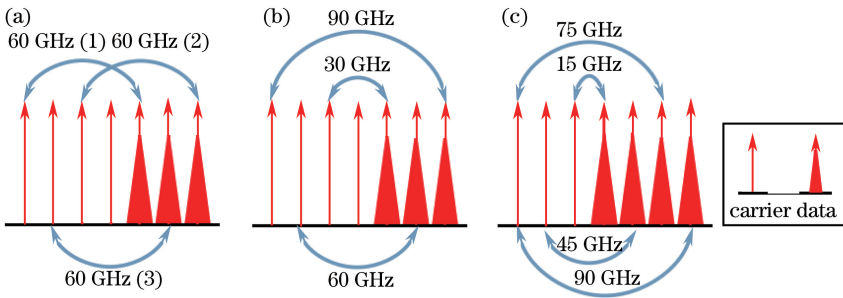 (a)
60 GHz (1) 60 GHz (2)
60 GHz (3)
(b)
90 GHz
30 GHz
60 GHz
(c)
75 GHz
15 GHz
45 GHz
90 GHz
carrier data